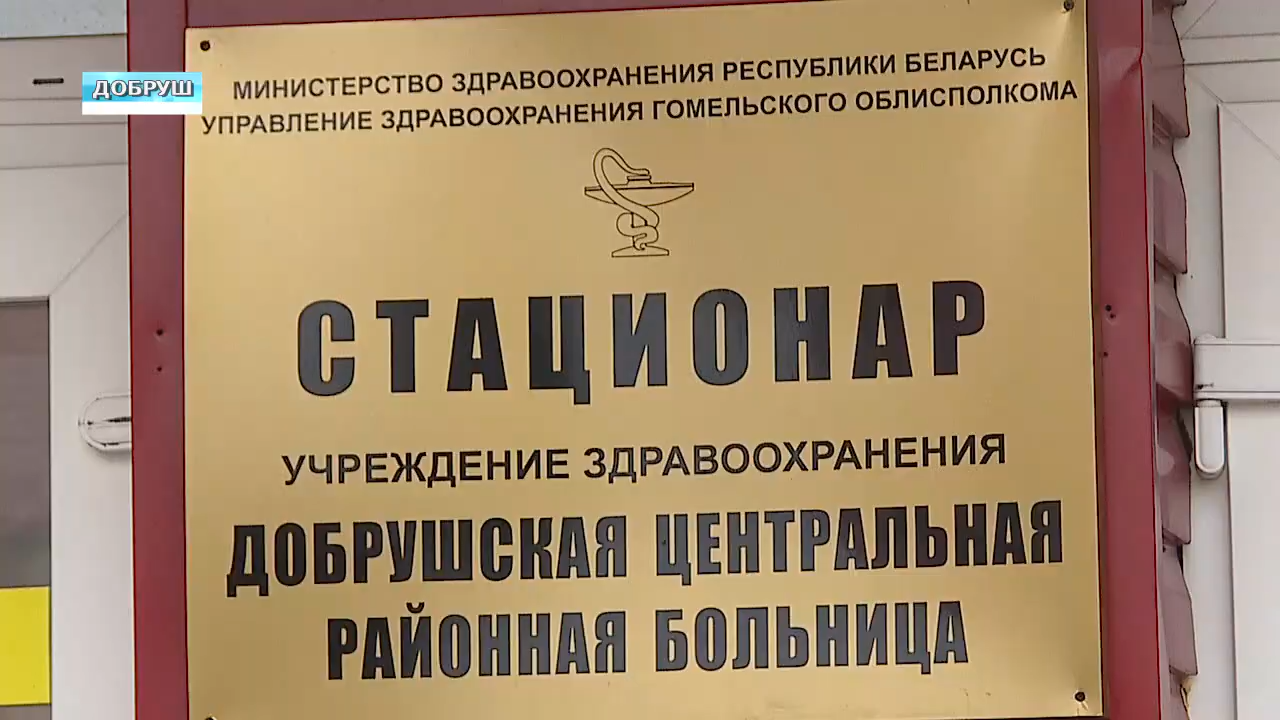 ДОБРУШ
МИНИСТЕРСТВО ЗДРАВООХРАНЕНИЯ РЕСПУБЛИКИ БЕЛАРУСЬ
УПРАВЛЕНИЕ ЗДРАВООХРАНЕНИЯ ГОМЕЛЬСКОГО ОБЛИСПОЛКОМА
СТАЦИОНАР
УЧРЕЖДЕНИЕ ЗДРАВООХРАНЕНИЯ
ДОБРУШСКАЯ ЦЕНТРАЛЬНАЯ
РАЙОННАЯ БОЛЬНИЦА